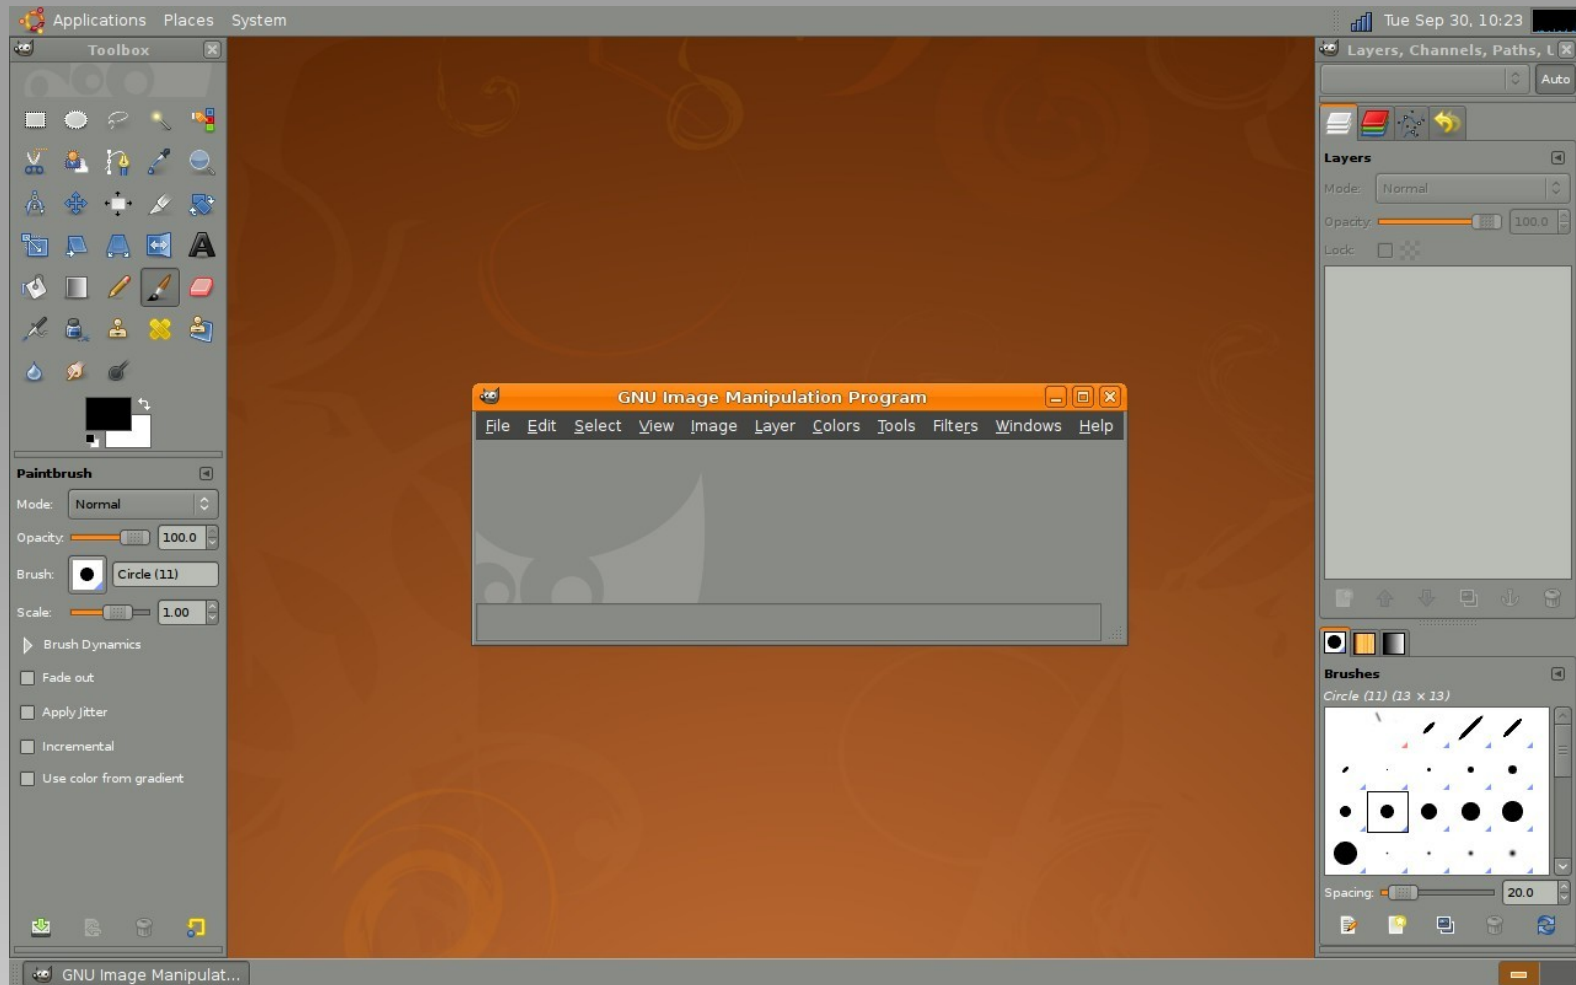 Applications Places System
Tue Sep 30, 10:23
Toolbox
Paintbrush
Mode: Normal
Opacity: 100.0
Brush: Circle (11)
Scale: 1.00
Brush Dynamics
Fade out
Apply Jitter
Incremental
Use color from gradient
GNU Image Manipulation Program
File Edit Select View Image Layer Colors Tools Filters Windows Help
Layers, Channels, Paths, U
Auto
Layers
Mode: Normal
Opacity: 100.0
Lock:
Brushes
Circle (11) (13 × 13)
Spacing: 20.0
GNU Image Manipulat...